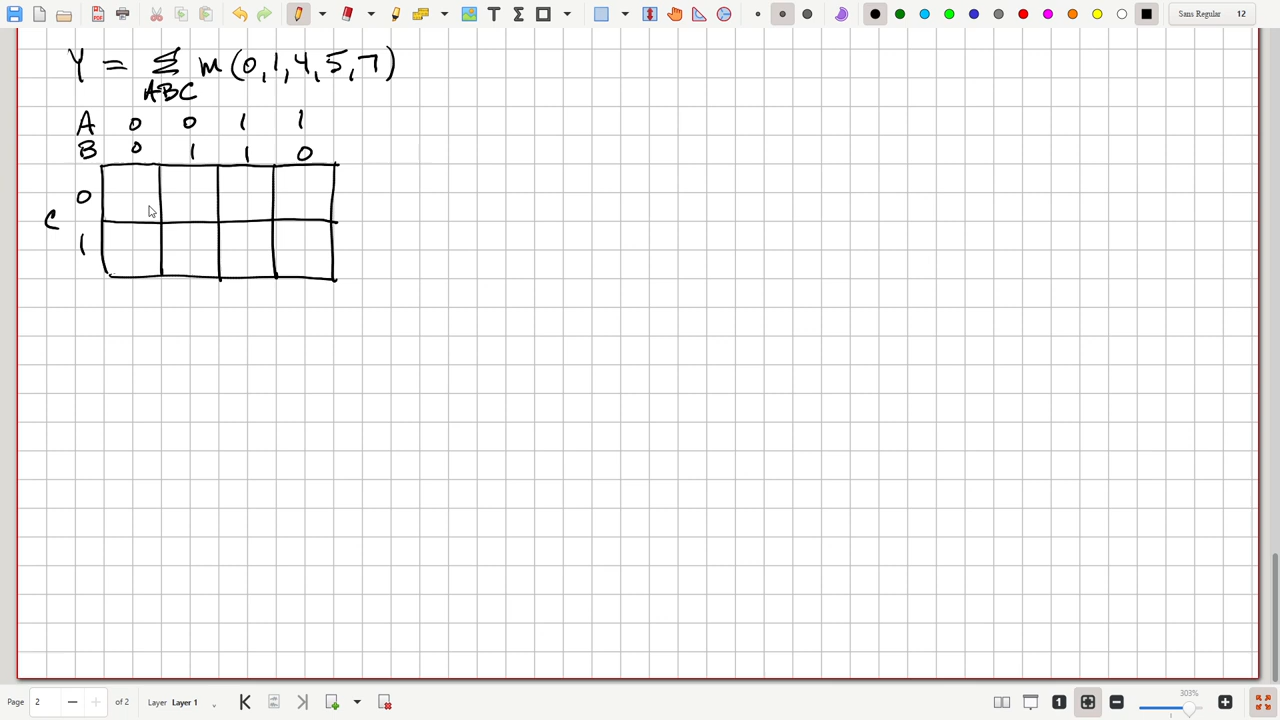 Sans Regular 12
Y = Σ m (0,1,4,5,7)
ABC
A 0 0 1 1
B 0 1 1 0
0
C
1
Page 2 of 2 Layer Layer 1 303%